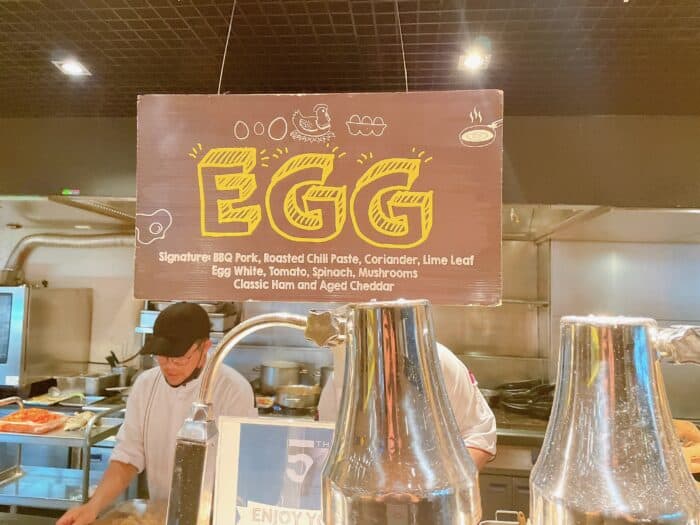 EGG
Signature: BBQ Pork, Roasted Chili Paste, Coriander, Lime Leaf
Egg White, Tomato, Spinach, Mushrooms
Classic Ham and Aged Cheddar
57TH
ENJOY